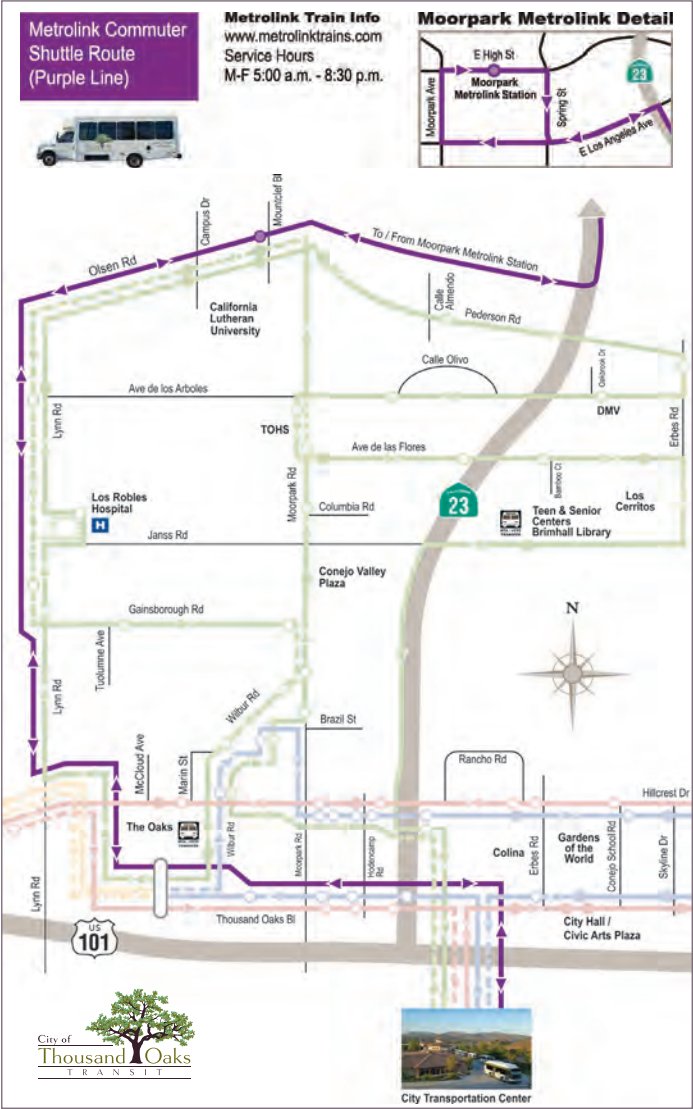 Metrolink Commuter
Shuttle Route
(Purple Line)
Metrolink Train Info
www.metrolinktrains.com
Service Hours
M-F 5:00 a.m. - 8:30 p.m.
Moorpark Metrolink Detail
E High St
Moorpark
Metrolink Station
Moorpark Ave
Spring St
E Los Angeles Ave
23
Campus Dr
Mountclef Bl
Olsen Rd
To / From Moorpark Metrolink Station
California
Lutheran
University
Calle
Almendo
Pederson Rd
Calle Olivo
Oakbrook Dr
Ave de los Arboles
DMV
Erbes Rd
Lynn Rd
TOHS
Ave de las Flores
Moorpark Rd
Bamboo Ct
Los Robles
Hospital
H
Columbia Rd
23
Teen & Senior
Centers
Brimhall Library
Los
Cerritos
Janss Rd
Conejo Valley
Plaza
Gainsborough Rd
N
Tuolumne Ave
Lynn Rd
Wilbur Rd
Brazil St
McCloud Ave
Marin St
Rancho Rd
Hillcrest Dr
The Oaks
Wilbur Rd
Moorpark Rd
Hodencamp
Rd
Colina
Erbes Rd
Gardens
of the
World
Conejo School Rd
Skyline Dr
Lynn Rd
Thousand Oaks Bl
City Hall /
Civic Arts Plaza
US
101
City of
Thousand Oaks
TRANSIT
City Transportation Center